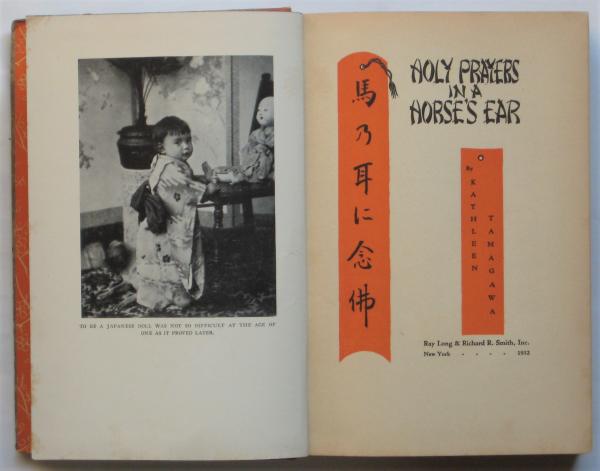 TO BE A JAPANESE DOLL WAS NOT SO DIFFICULT AT THE AGE OF
ONE AS IT PROVED LATER.
HOLY PRAYERS
IN A
HORSE'S EAR
馬乃耳に念佛
By KATHLEEN
TAMAGAWA
Ray Long & Richard R. Smith, Inc.
New York . . . . 1932